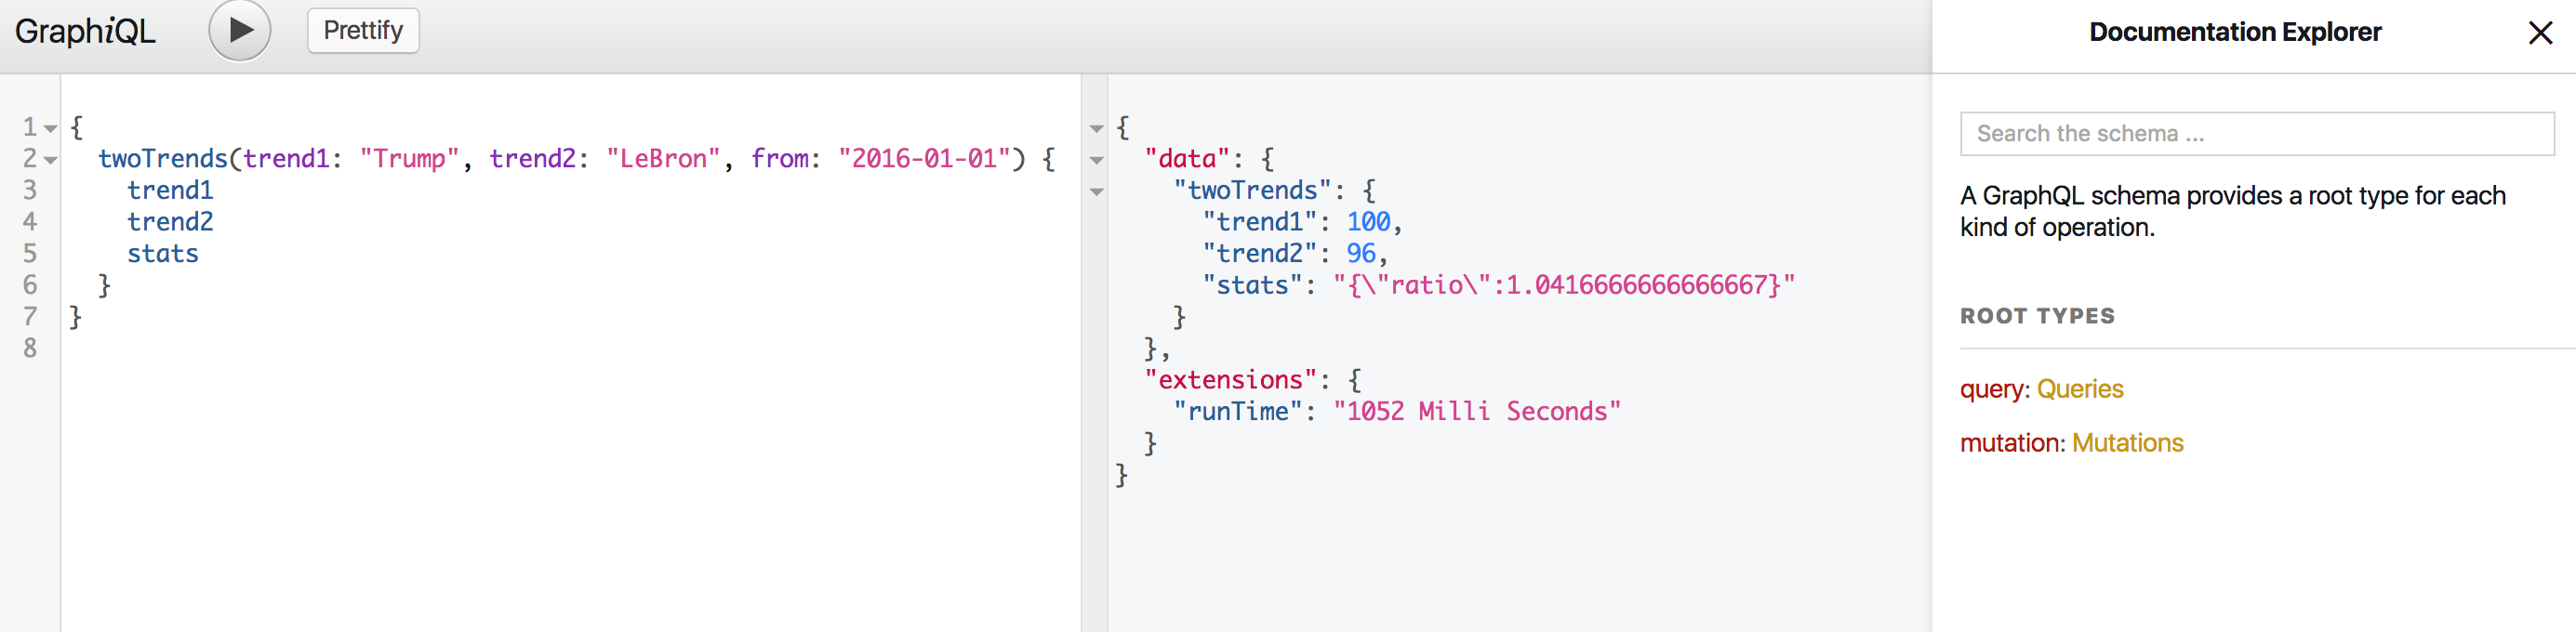 GraphiQL
Prettify
1 {
2 twoTrends(trend1: "Trump", trend2: "LeBron", from: "2016-01-01") {
3 trend1
4 trend2
5 stats
6 }
7 }
8
{
"data": {
"twoTrends": {
"trend1": 100,
"trend2": 96,
"stats": "{\"ratio\":1.0416666666666667}"
}
},
"extensions": {
"runTime": "1052 Milli Seconds"
}
}
Documentation Explorer
Search the schema ...
A GraphQL schema provides a root type for each
kind of operation.
ROOT TYPES
query: Queries
mutation: Mutations